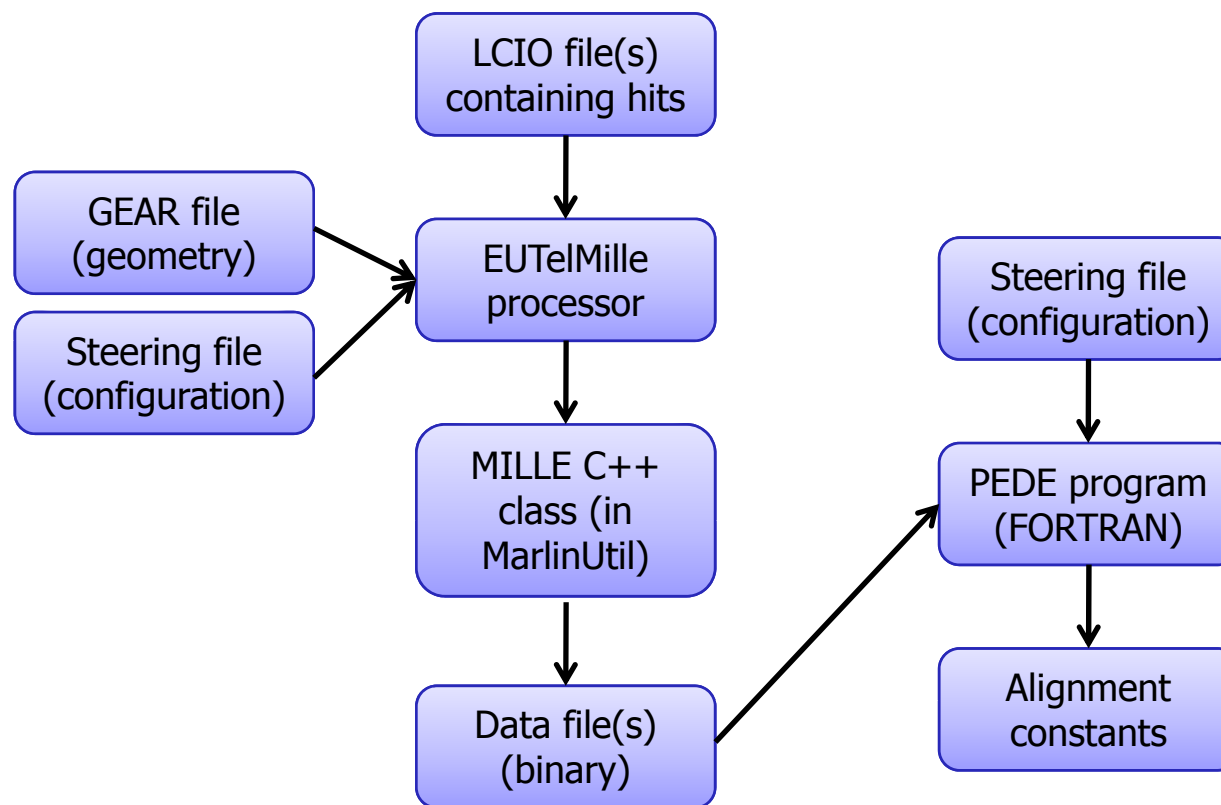 LCIO file(s)
containing hits
GEAR file
(geometry)
Steering file
(configuration)
EUTelMille
processor
MILLE C++
class (in
MarlinUtil)
Data file(s)
(binary)
Steering file
(configuration)
PEDE program
(FORTRAN)
Alignment
constants